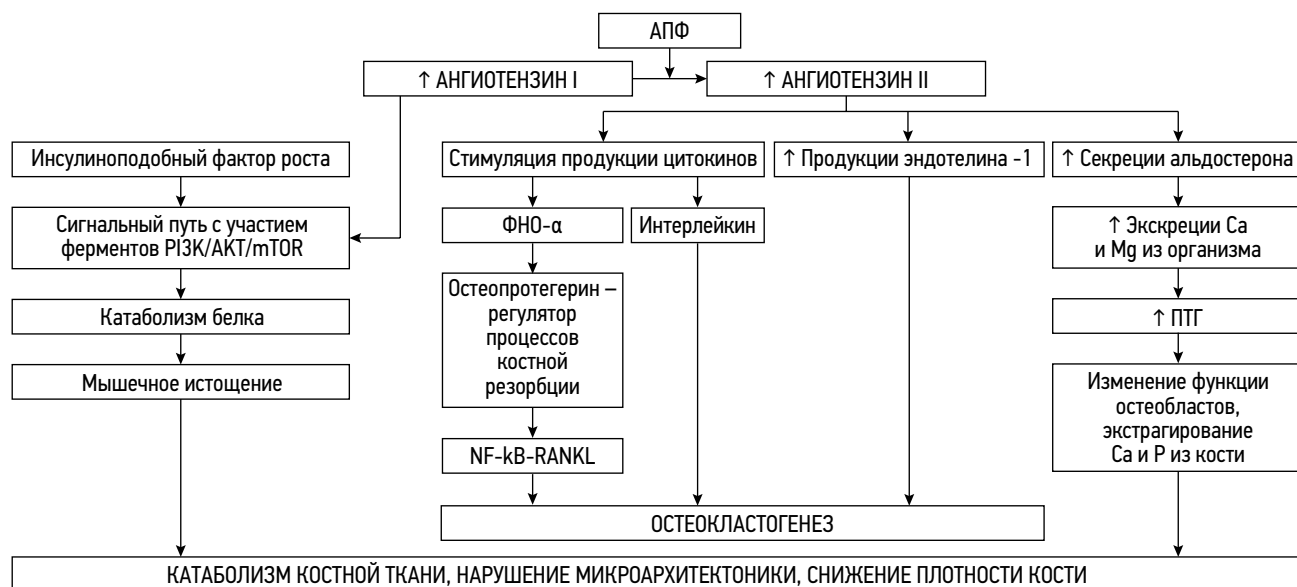 АПФ
↑ АНГИОТЕНЗИН I
↑ АНГИОТЕНЗИН II
Инсулиноподобный фактор роста
Стимуляция продукции цитокинов
↑ Продукции эндотелина -1
↑ Секреции альдостерона
Сигнальный путь с участием
ферментов PI3K/AKT/mTOR
ФНО-α
Интерлейкин
↑ Экскреции Ca
и Mg из организма
Катаболизм белка
Остеопротегерин –
регулятор
процессов
костной
резорбции
↑ ПТГ
Мышечное истощение
Изменение функции
остеобластов,
экстрагирование
Ca и P из кости
NF-kB-RANKL
ОСТЕОКЛАСТОГЕНЕЗ
КАТАБОЛИЗМ КОСТНОЙ ТКАНИ, НАРУШЕНИЕ МИКРОАРХИТЕКТОНИКИ, СНИЖЕНИЕ ПЛОТНОСТИ КОСТИ